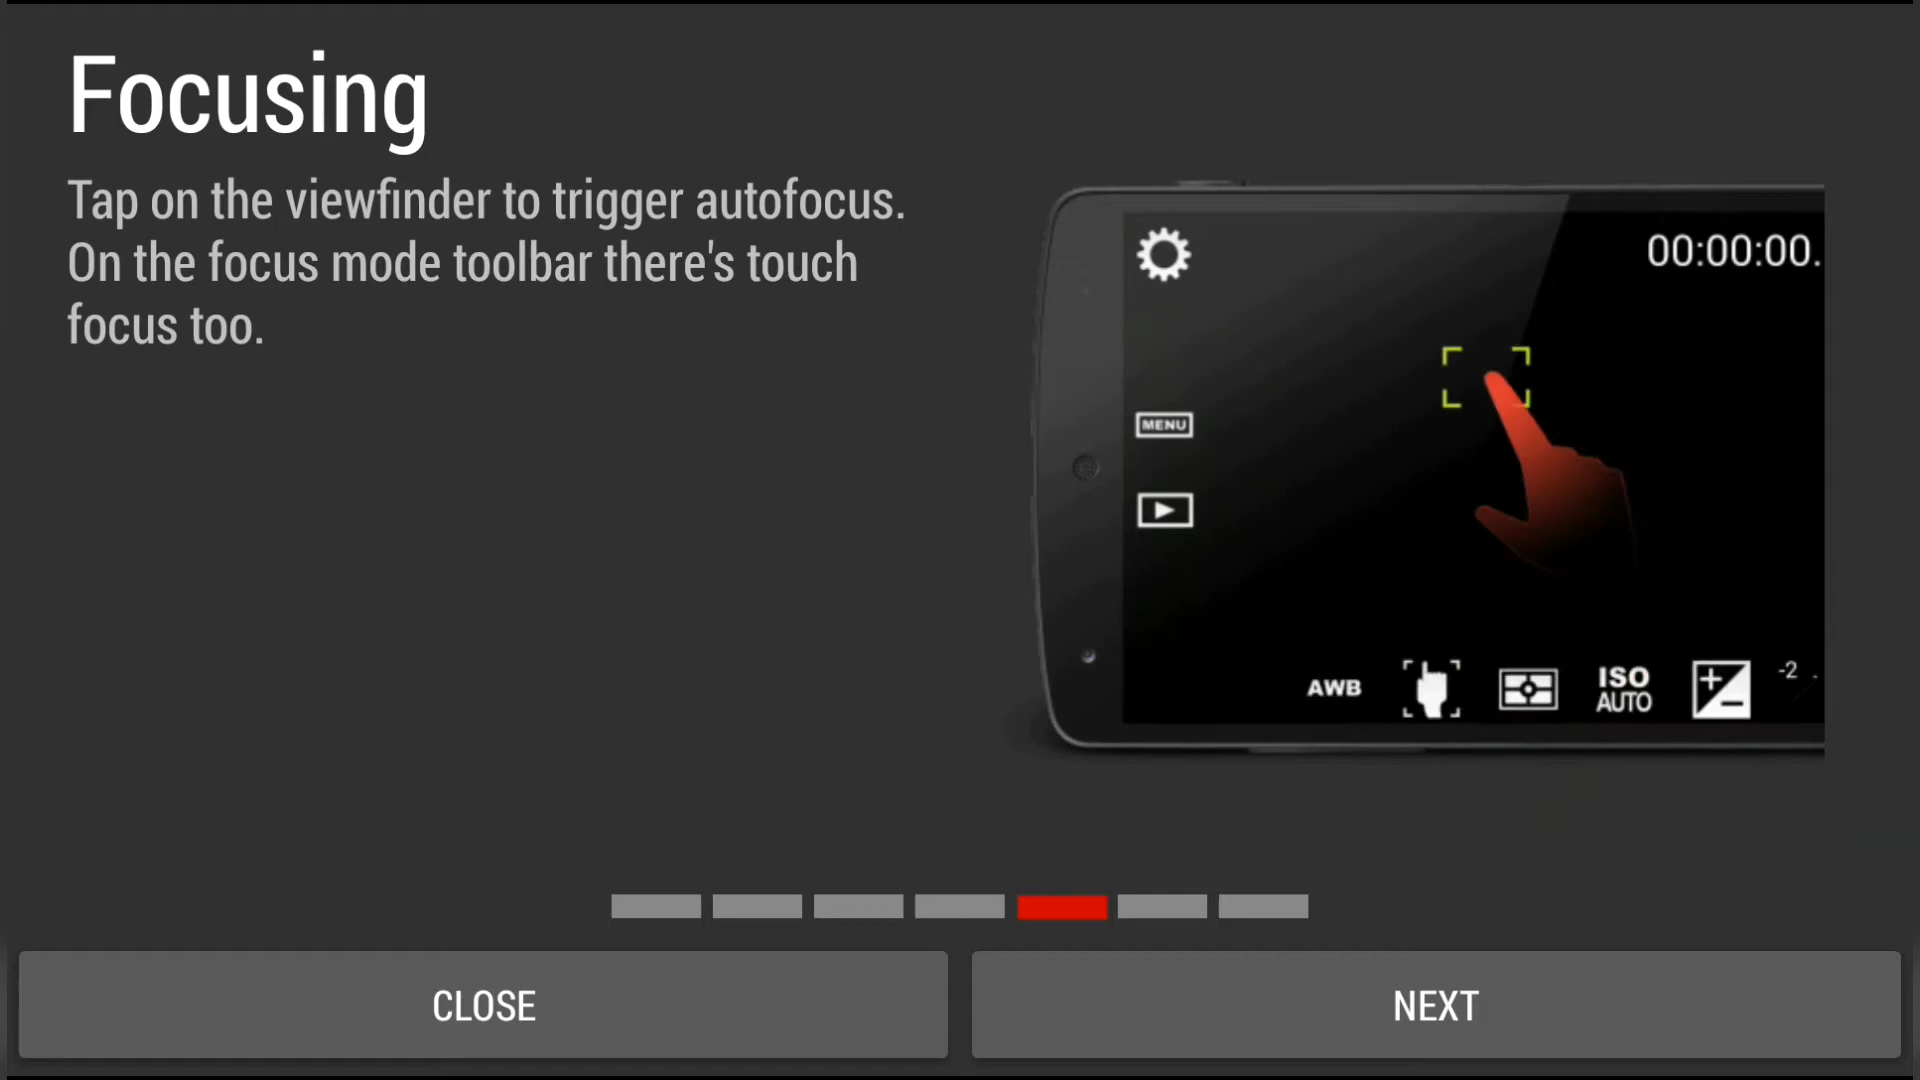 Focusing
Tap on the viewfinder to trigger autofocus.
On the focus mode toolbar there's touch
focus too.
00:00:00.
MENU
AWB
ISO
AUTO
-2
CLOSE
NEXT